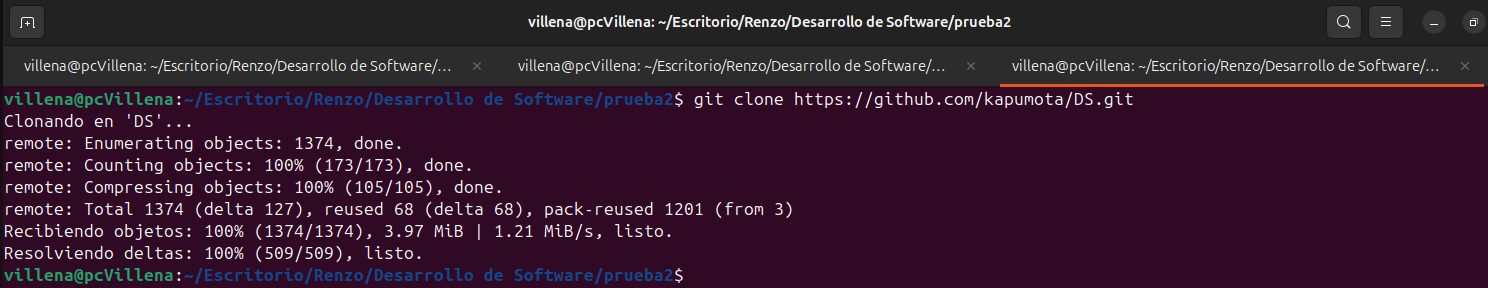 villena@pcVillena: ~/Escritorio/Renzo/Desarrollo de Software/prueba2
villena@pcVillena: ~/Escritorio/Renzo/Desarrollo de Software/...
villena@pcVillena: ~/Escritorio/Renzo/Desarrollo de Software/...
villena@pcVillena: ~/Escritorio/Renzo/Desarrollo de Software/...
villena@pcVillena:~/Escritorio/Renzo/Desarrollo de Software/prueba2$ git clone https://github.com/kapumota/DS.git
Clonando en 'DS'...
remote: Enumerating objects: 1374, done.
remote: Counting objects: 100% (173/173), done.
remote: Compressing objects: 100% (105/105), done.
remote: Total 1374 (delta 127), reused 68 (delta 68), pack-reused 1201 (from 3)
Recibiendo objetos: 100% (1374/1374), 3.97 MiB | 1.21 MiB/s, listo.
Resolviendo deltas: 100% (509/509), listo.
villena@pcVillena:~/Escritorio/Renzo/Desarrollo de Software/prueba2$